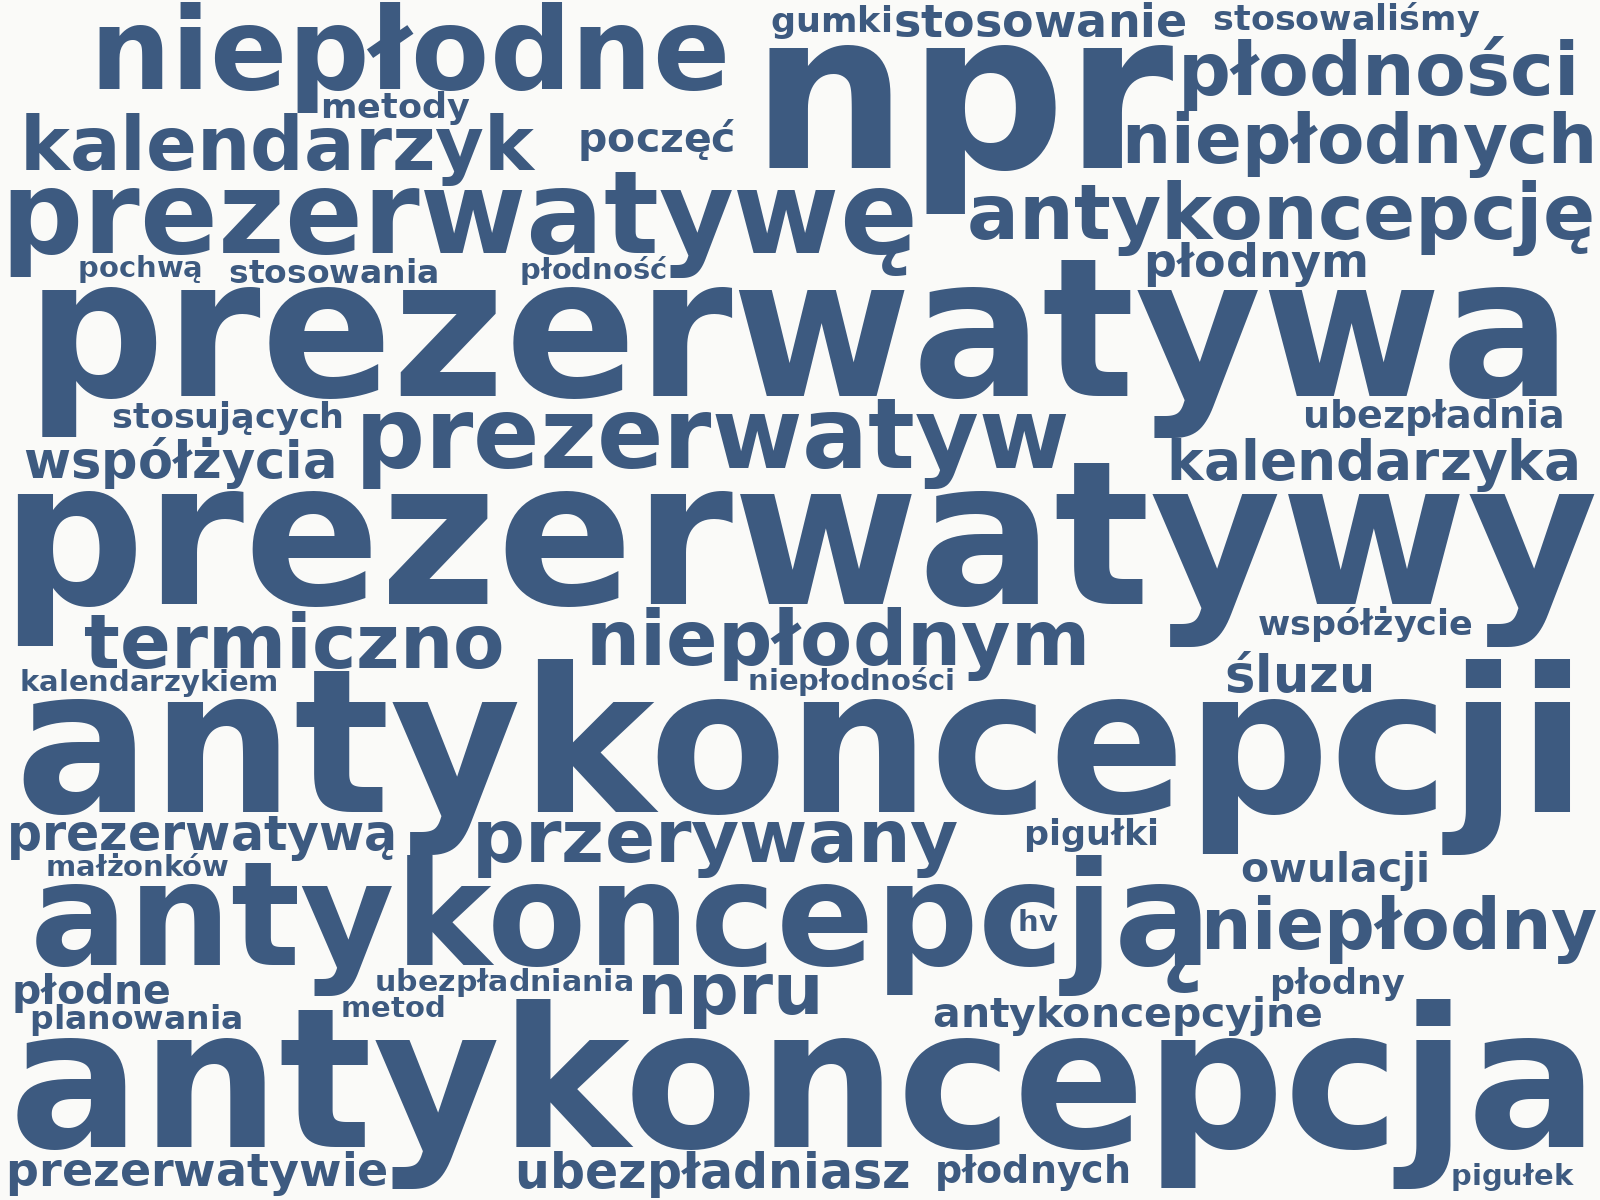 niepłodne
gumki stosowanie stosowaliśmy
npr
płodności
metody
kalendarzyk
poczęć
niepłodnych
prezerwatywę
antykoncepcję
pochwą stosowania płodność
płodnym
prezerwatywa
stosujących
prezerwatyw
ubezpładnia
współżycia
kalendarzyka
prezerwatywy
termiczno
niepłodnym
współżycie
kalendarzykiem
niepłodności
śluzu
antykoncepcji
prezerwatywą
przerywany
pigułki
małżonków
owulacji
antykoncepcją
hv
niepłodny
płodne
ubezpładniania
npru
płodny
planowania
metod
antykoncepcyjne
antykoncepcja
prezerwatywie
ubezpładniasz
płodnych
pigułek